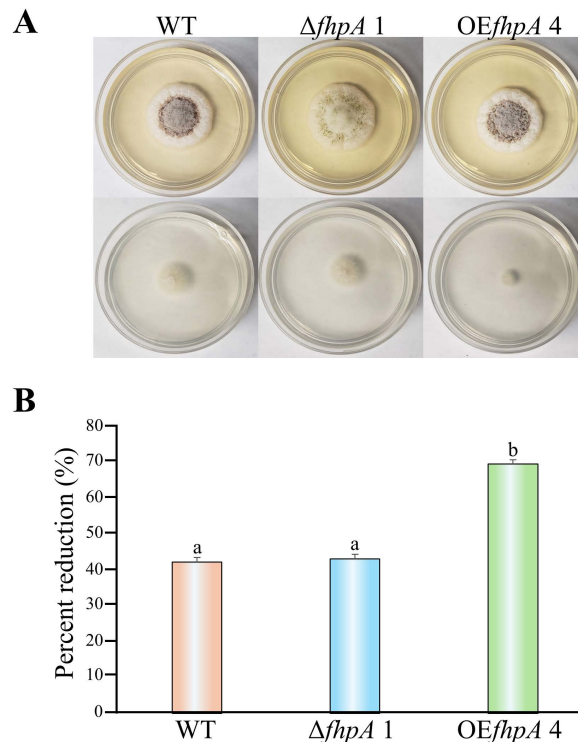 A
WT ΔfhpA 1 OEfhpA 4
B
Percent reduction (%)
80
70
60
50
40
30
20
10
0
a
a
b
WT ΔfhpA 1 OEfhpA 4